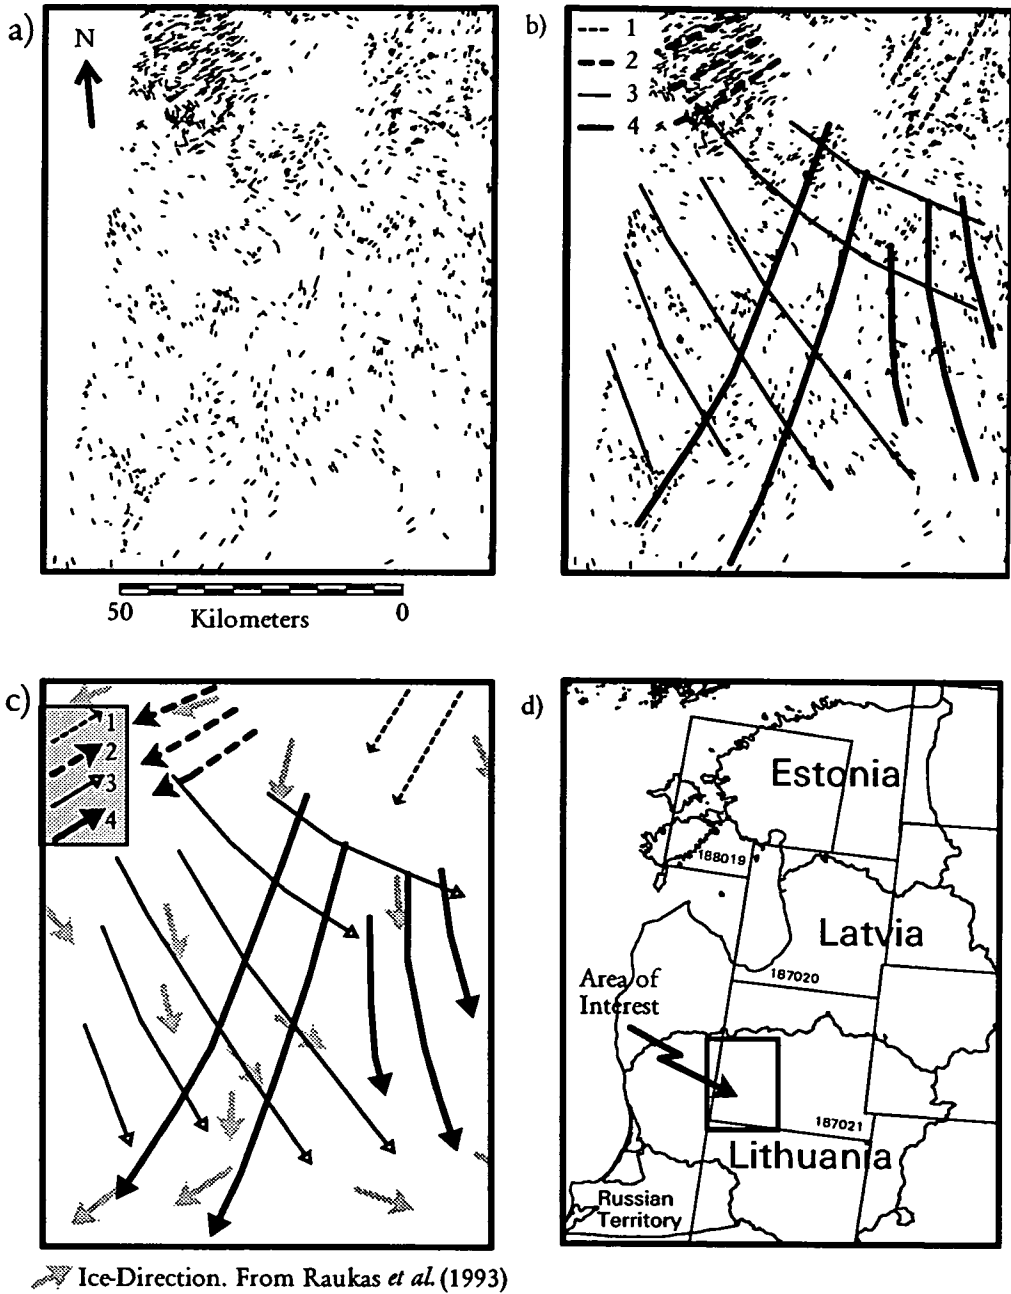 a)
N
50 0
Kilometers
b)
1
2
3
4
c)
1
2
3
4
d)
Estonia
188019
Latvia
187020
Area of
Interest
187021
Lithuania
Russian
Territory
Ice-Direction. From Raukas et al. (1993)